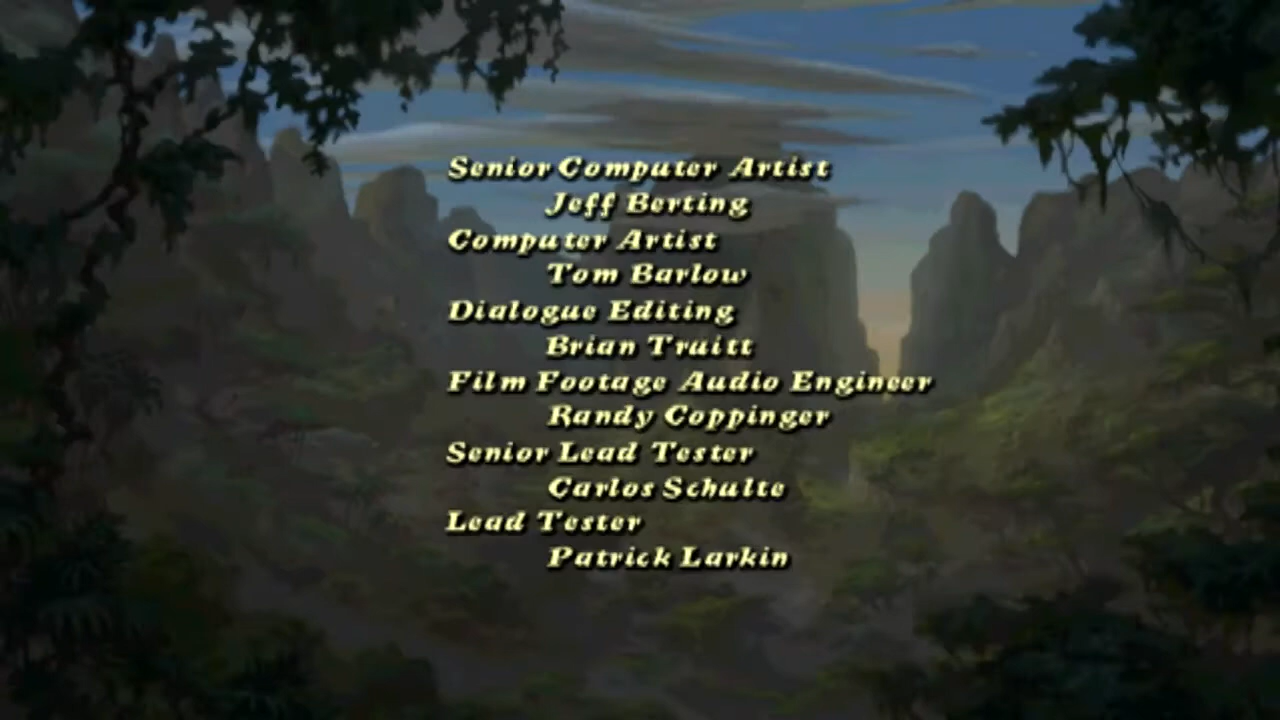 Senior Computer Artist
Jeff Berting
Computer Artist
Tom Barlow
Dialogue Editing
Brian Truitt
Film Footage Audio Engineer
Randy Coppinger
Senior Lead Tester
Carlos Schulte
Lead Tester
Patrick Larkin